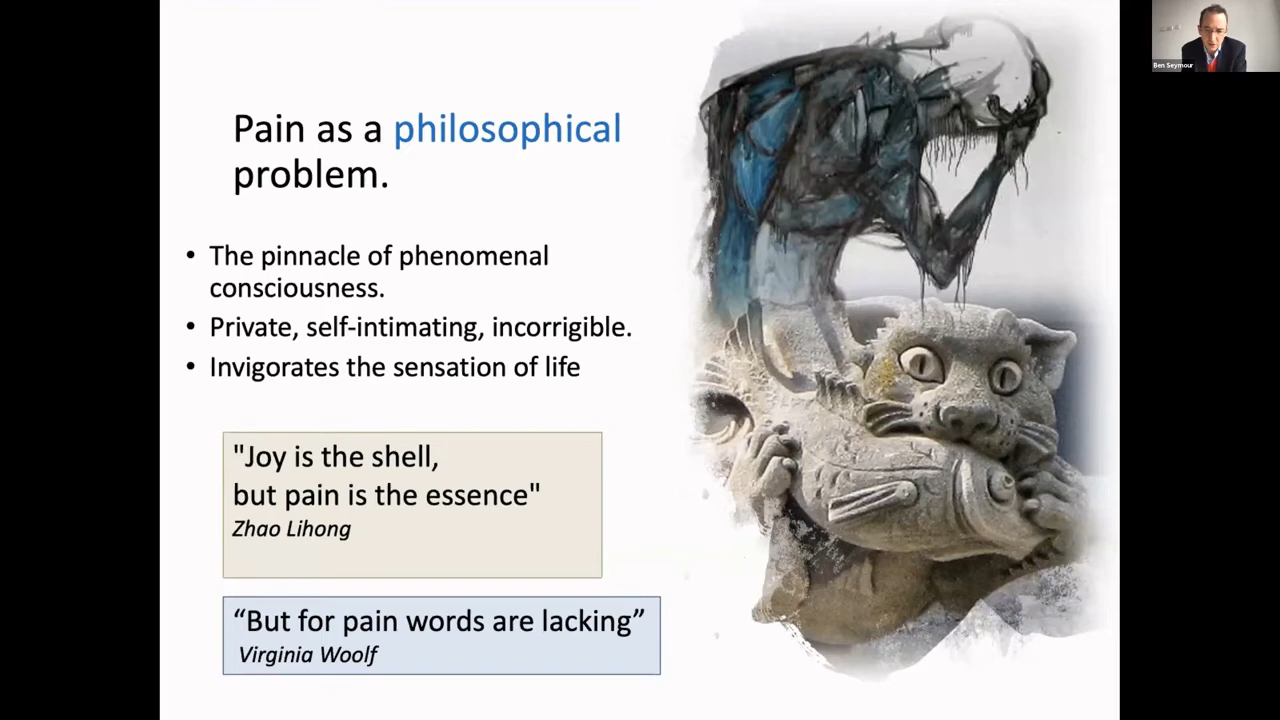 Ben Seymour
Pain as a philosophical
problem.
• The pinnacle of phenomenal
consciousness.
• Private, self-intimating, incorrigible.
• Invigorates the sensation of life
"Joy is the shell,
but pain is the essence"
Zhao Lihong
“But for pain words are lacking”
Virginia Woolf